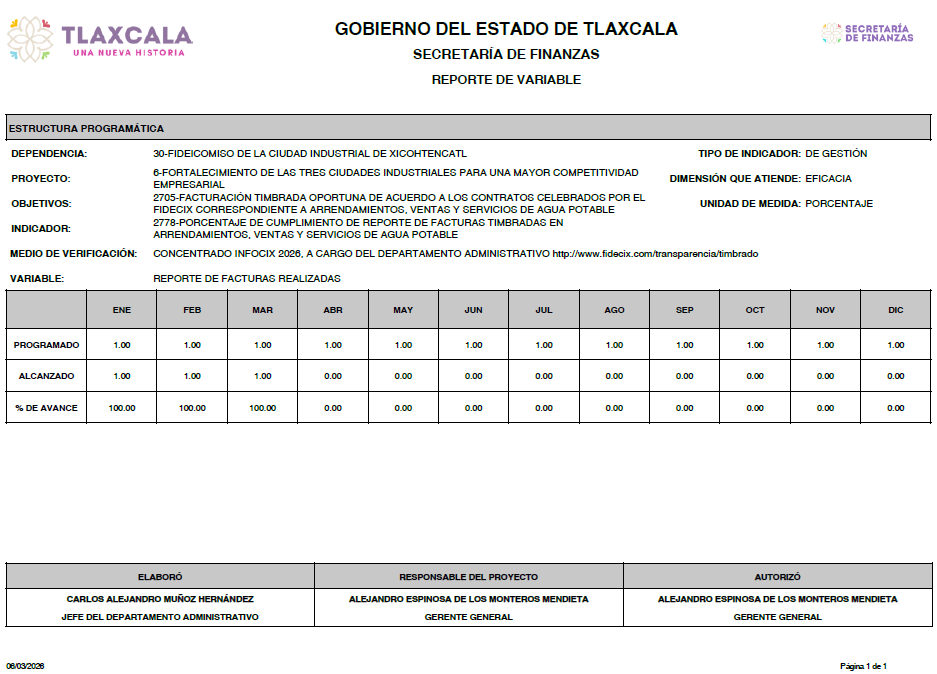 TLAXCALA
UNA NUEVA HISTORIA
GOBIERNO DEL ESTADO DE TLAXCALA
SECRETARÍA DE FINANZAS
REPORTE DE VARIABLE
SECRETARÍA
DE FINANZAS
ESTRUCTURA PROGRAMÁTICA
DEPENDENCIA: 30-FIDEICOMISO DE LA CIUDAD INDUSTRIAL DE XICOHTENCATL TIPO DE INDICADOR: DE GESTIÓN
PROYECTO: 6-FORTALECIMIENTO DE LAS TRES CIUDADES INDUSTRIALES PARA UNA MAYOR COMPETITIVIDAD
EMPRESARIAL DIMENSIÓN QUE ATIENDE: EFICACIA
OBJETIVOS: 2705-FACTURACIÓN TIMBRADA OPORTUNA DE ACUERDO A LOS CONTRATOS CELEBRADOS POR EL
FIDECIX CORRESPONDIENTE A ARRENDAMIENTOS, VENTAS Y SERVICIOS DE AGUA POTABLE UNIDAD DE MEDIDA: PORCENTAJE
INDICADOR: 2778-PORCENTAJE DE CUMPLIMIENTO DE REPORTE DE FACTURAS TIMBRADAS EN
ARRENDAMIENTOS, VENTAS Y SERVICIOS DE AGUA POTABLE
MEDIO DE VERIFICACIÓN: CONCENTRADO INFOCIX 2026, A CARGO DEL DEPARTAMENTO ADMINISTRATIVO http://www.fidecix.com/transparencia/timbrado
VARIABLE: REPORTE DE FACTURAS REALIZADAS
ENE FEB MAR ABR MAY JUN JUL AGO SEP OCT NOV DIC
PROGRAMADO 1.00 1.00 1.00 1.00 1.00 1.00 1.00 1.00 1.00 1.00 1.00 1.00
ALCANZADO 1.00 1.00 1.00 0.00 0.00 0.00 0.00 0.00 0.00 0.00 0.00 0.00
% DE AVANCE 100.00 100.00 100.00 0.00 0.00 0.00 0.00 0.00 0.00 0.00 0.00 0.00
ELABORÓ RESPONSABLE DEL PROYECTO AUTORIZÓ
CARLOS ALEJANDRO MUÑOZ HERNÁNDEZ ALEJANDRO ESPINOSA DE LOS MONTEROS MENDIETA ALEJANDRO ESPINOSA DE LOS MONTEROS MENDIETA
JEFE DEL DEPARTAMENTO ADMINISTRATIVO GERENTE GENERAL GERENTE GENERAL
06/03/2026 Página 1 de 1